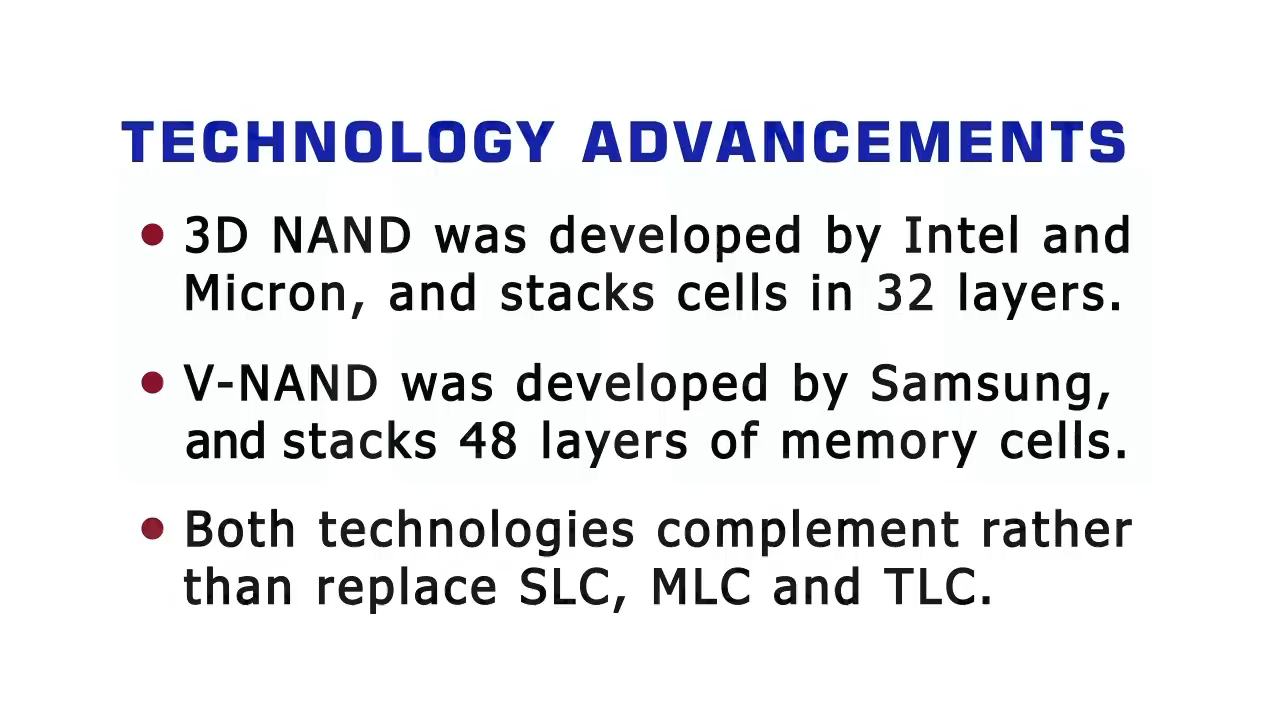 TECHNOLOGY ADVANCEMENTS
• 3D NAND was developed by Intel and
Micron, and stacks cells in 32 layers.
• V-NAND was developed by Samsung,
and stacks 48 layers of memory cells.
• Both technologies complement rather
than replace SLC, MLC and TLC.